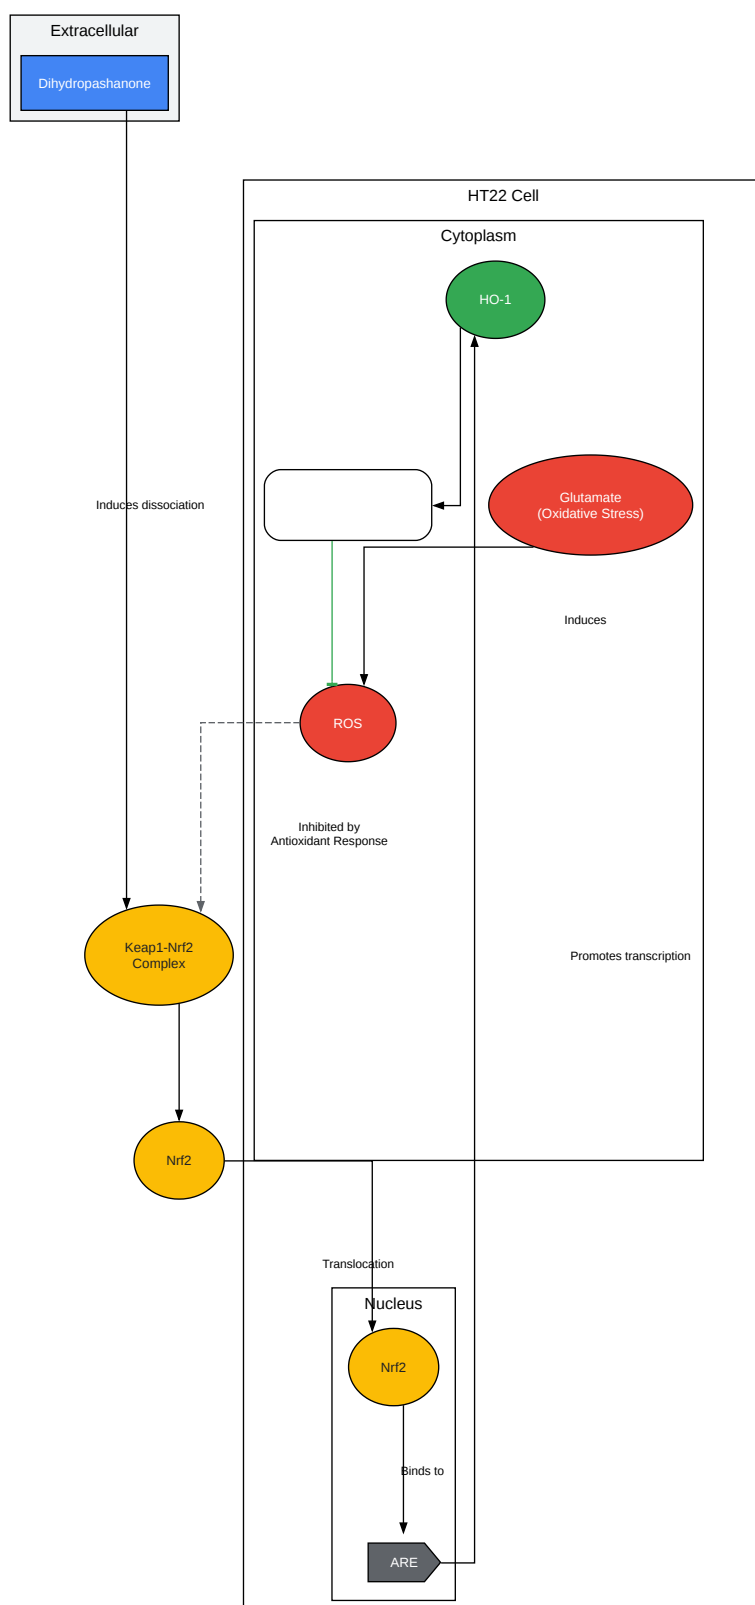 Extracellular
Dihydropashanone
HT22 Cell
Cytoplasm
HO-1
Glutamate
(Oxidative Stress)
Induces dissociation
Induces
ROS
Inhibited by
Antioxidant Response
Keap1-Nrf2
Complex
Promotes transcription
Nrf2
Translocation
Nucleus
Nrf2
Binds to
ARE